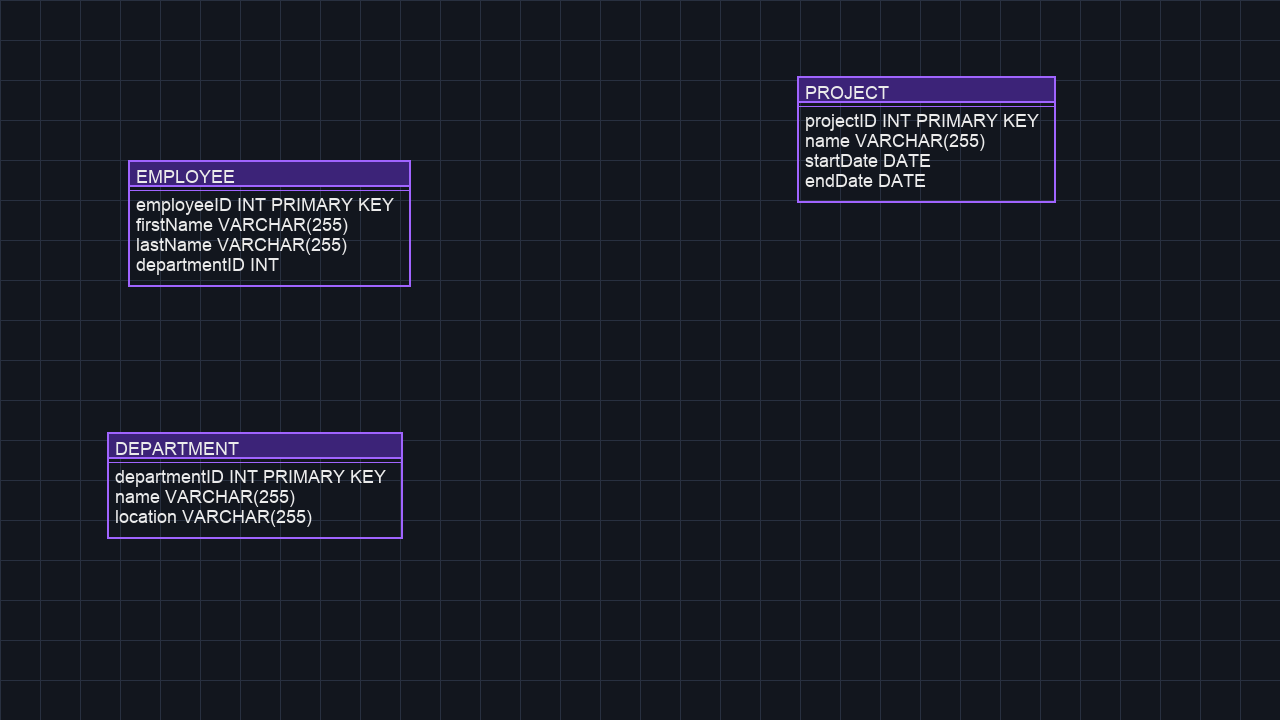 PROJECT
projectID INT PRIMARY KEY
name VARCHAR(255)
startDate DATE
endDate DATE
EMPLOYEE
employeeID INT PRIMARY KEY
firstName VARCHAR(255)
lastName VARCHAR(255)
departmentID INT
DEPARTMENT
departmentID INT PRIMARY KEY
name VARCHAR(255)
location VARCHAR(255)